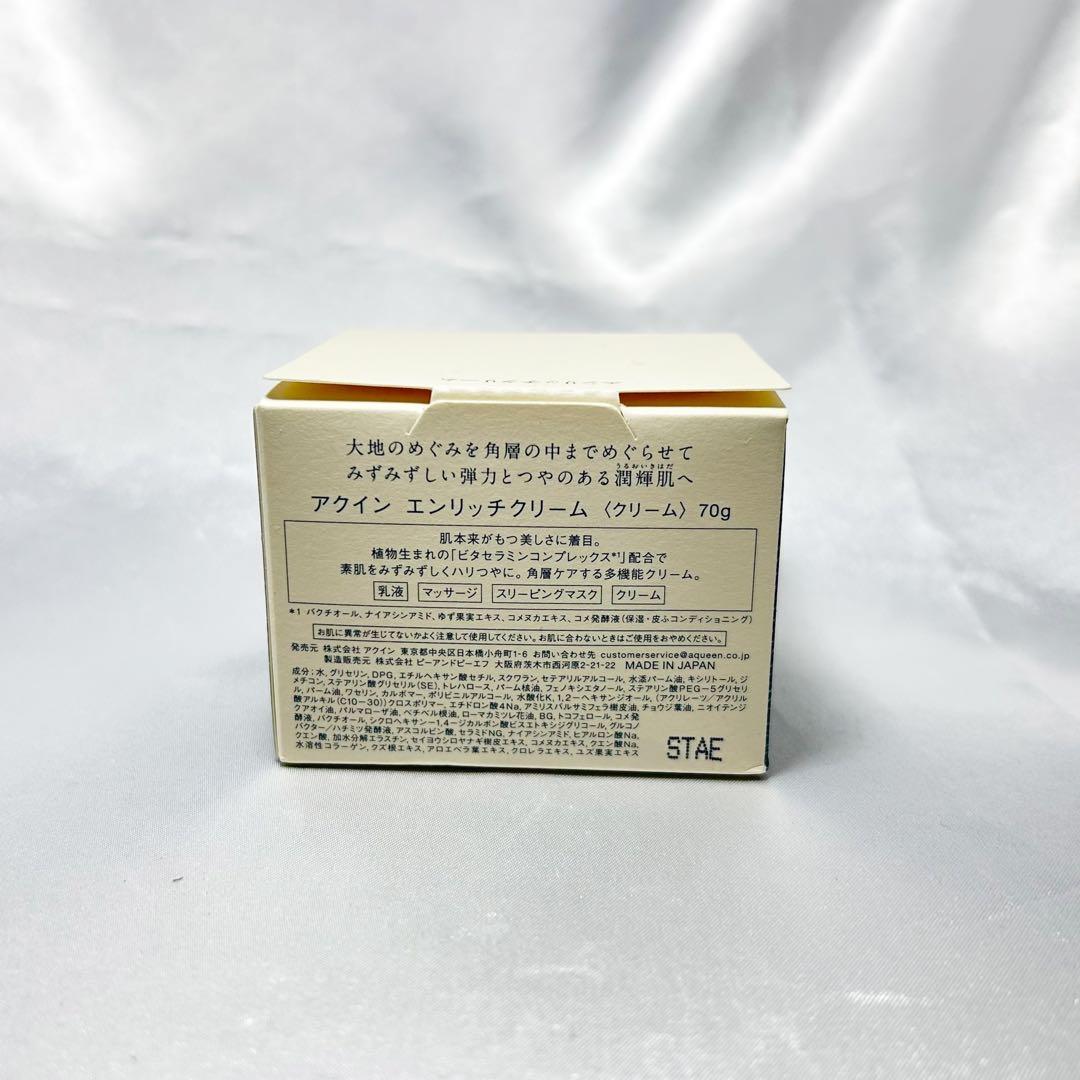 エンリッチクリーム
大地のめぐみを角層の中までめぐらせて
みずみずしい弾力とつやのある潤輝肌へ
うるおいきはだ
アクイン エンリッチクリーム〈クリーム〉70g
肌本来がもつ美しさに着目。
植物生まれの「ビタセラミンコンプレックス*1」配合で
素肌をみずみずしくハリつやに。角層ケアする多機能クリーム。
乳液 マッサージ スリーピングマスク クリーム
*1 バクチオール、ナイアシンアミド、ゆず果実エキス、コメヌカエキス、コメ発酵液(保湿・皮ふコンディショニング)
お肌に異常が生じてないかよく注意して使用してください。お肌に合わないときはご使用をおやめください。
発売元 株式会社 アクイン 東京都中央区日本橋小舟町1-6 お問い合わせ先 customerservice@aqueen.co.jp
製造販売元 株式会社 ビーアンドビーエフ 大阪府茨木市西河原2-21-22 MADE IN JAPAN
成分;水、グリセリン、DPG、エチルヘキサン酸セチル、スクワラン、セテアリルアルコール、水添パーム油、キシリトール、ジ
メチコン、ステアリン酸グリセリル(SE)、トレハロース、パーム核油、フェノキシエタノール、ステアリン酸PEG-5グリセリ
ル、パーム油、ワセリン、カルボマー、ポリビニルアルコール、水酸化K、1,2-ヘキサンジオール、(アクリレーツ/アクリル
酸アルキル(C10-30))クロスポリマー、エチドロン酸4Na、アミリスバルサミフェラ樹皮油、チョウジ葉油、ニオイテンジ
クアオイ油、パルマローザ油、ベチベル根油、ローマカミツレ花油、BG、トコフェロール、コメ発
酵液、バクチオール、シクロヘキサン-1,4-ジカルボン酸ビスエトキシジグリコール、グルコノ
バクター/ハチミツ発酵液、アスコルビン酸、セラミドNG、ナイアシンアミド、ヒアルロン酸Na、
クエン酸、加水分解エラスチン、セイヨウシロヤナギ樹皮エキス、コメヌカエキス、クエン酸Na、
水溶性コラーゲン、クズ根エキス、アロエベラ葉エキス、クロレラエキス、ユズ果実エキス
STAE